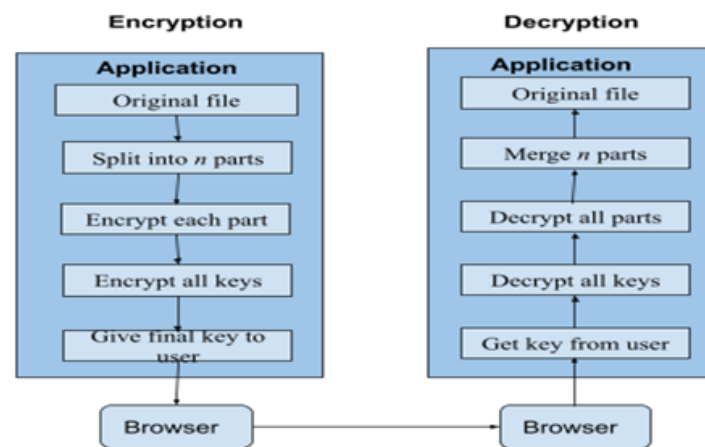 Encryption
Application
Original file
Split into n parts
Encrypt each part
Encrypt all keys
Give final key to
user
Browser
Decryption
Application
Original file
Merge n parts
Decrypt all parts
Decrypt all keys
Get key from user
Browser